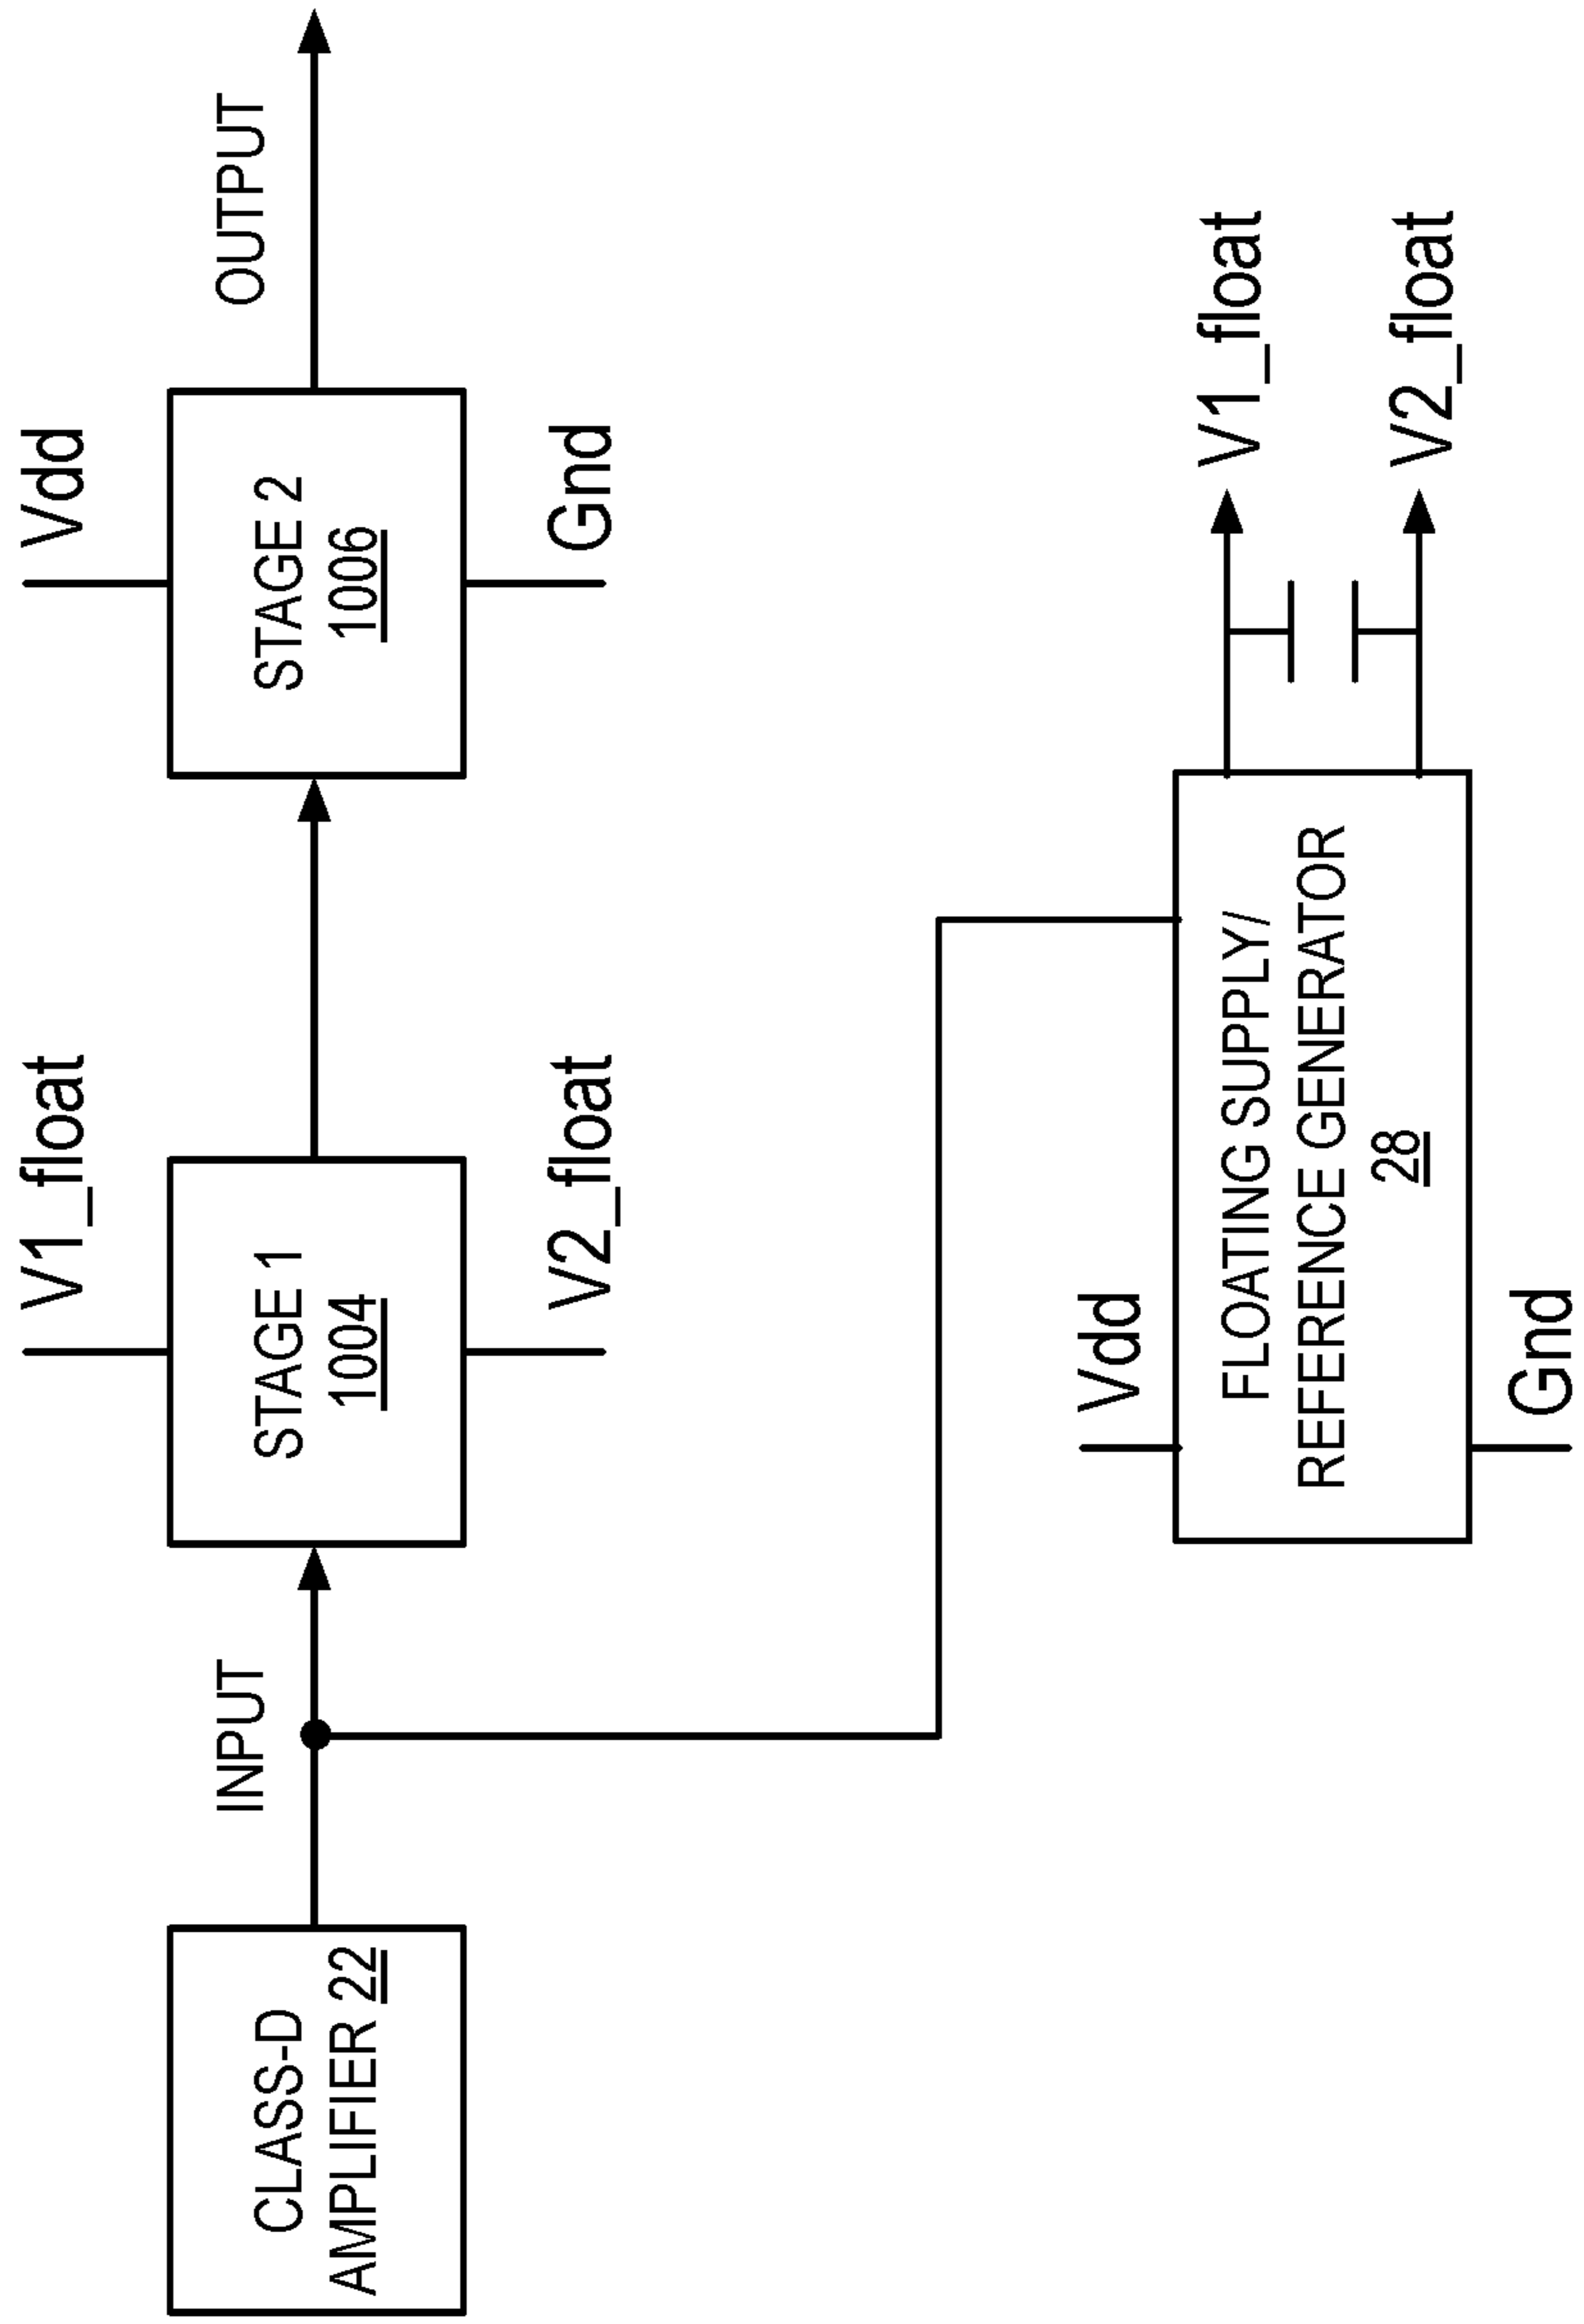 V1_float
Vdd
INPUT
OUTPUT
CLASS-D
AMPLIFIER 22
STAGE 1
1004
STAGE 2
1006
V2_float
Gnd
Vdd
V1_float
FLOATING SUPPLY/
REFERENCE GENERATOR
28
V2_float
Gnd